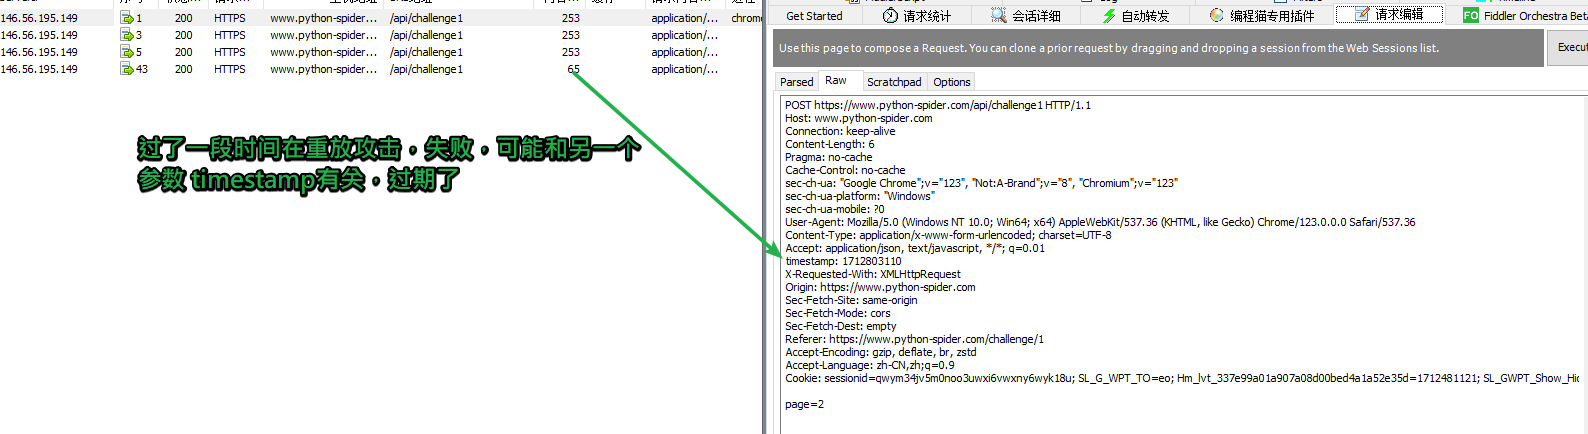 Get Started
请求统计
会话详细
自动转发
编程猫专用插件
请求编辑
Fiddler Orchestra Beta
146.56.195.149 1 200 HTTPS www.python-spider... /api/challenge1 253 application/... chrome
146.56.195.149 3 200 HTTPS www.python-spider... /api/challenge1 253 application/...
146.56.195.149 5 200 HTTPS www.python-spider... /api/challenge1 253 application/...
146.56.195.149 43 200 HTTPS www.python-spider... /api/challenge1 65 application/...
过了一段时间在重放攻击，失败，可能和另一个
参数 timestamp有关，过期了
Use this page to compose a Request. You can clone a prior request by dragging and dropping a session from the Web Sessions list.
Execute
Parsed Raw Scratchpad Options
POST https://www.python-spider.com/api/challenge1 HTTP/1.1
Host: www.python-spider.com
Connection: keep-alive
Content-Length: 6
Pragma: no-cache
Cache-Control: no-cache
sec-ch-ua: "Google Chrome";v="123", "Not:A-Brand";v="8", "Chromium";v="123"
sec-ch-ua-platform: "Windows"
sec-ch-ua-mobile: ?0
User-Agent: Mozilla/5.0 (Windows NT 10.0; Win64; x64) AppleWebKit/537.36 (KHTML, like Gecko) Chrome/123.0.0.0 Safari/537.36
Content-Type: application/x-www-form-urlencoded; charset=UTF-8
Accept: application/json, text/javascript, */*; q=0.01
timestamp: 1712803110
X-Requested-With: XMLHttpRequest
Origin: https://www.python-spider.com
Sec-Fetch-Site: same-origin
Sec-Fetch-Mode: cors
Sec-Fetch-Dest: empty
Referer: https://www.python-spider.com/challenge/1
Accept-Encoding: gzip, deflate, br, zstd
Accept-Language: zh-CN,zh;q=0.9
Cookie: sessionid=qwym34jv5m0noo3uwxi6vwxny6wyk18u; SL_G_WPT_TO=eo; Hm_lvt_337e99a01a907a08d00bed4a1a52e35d=1712481121; SL_GWPT_Show_Hid
page=2